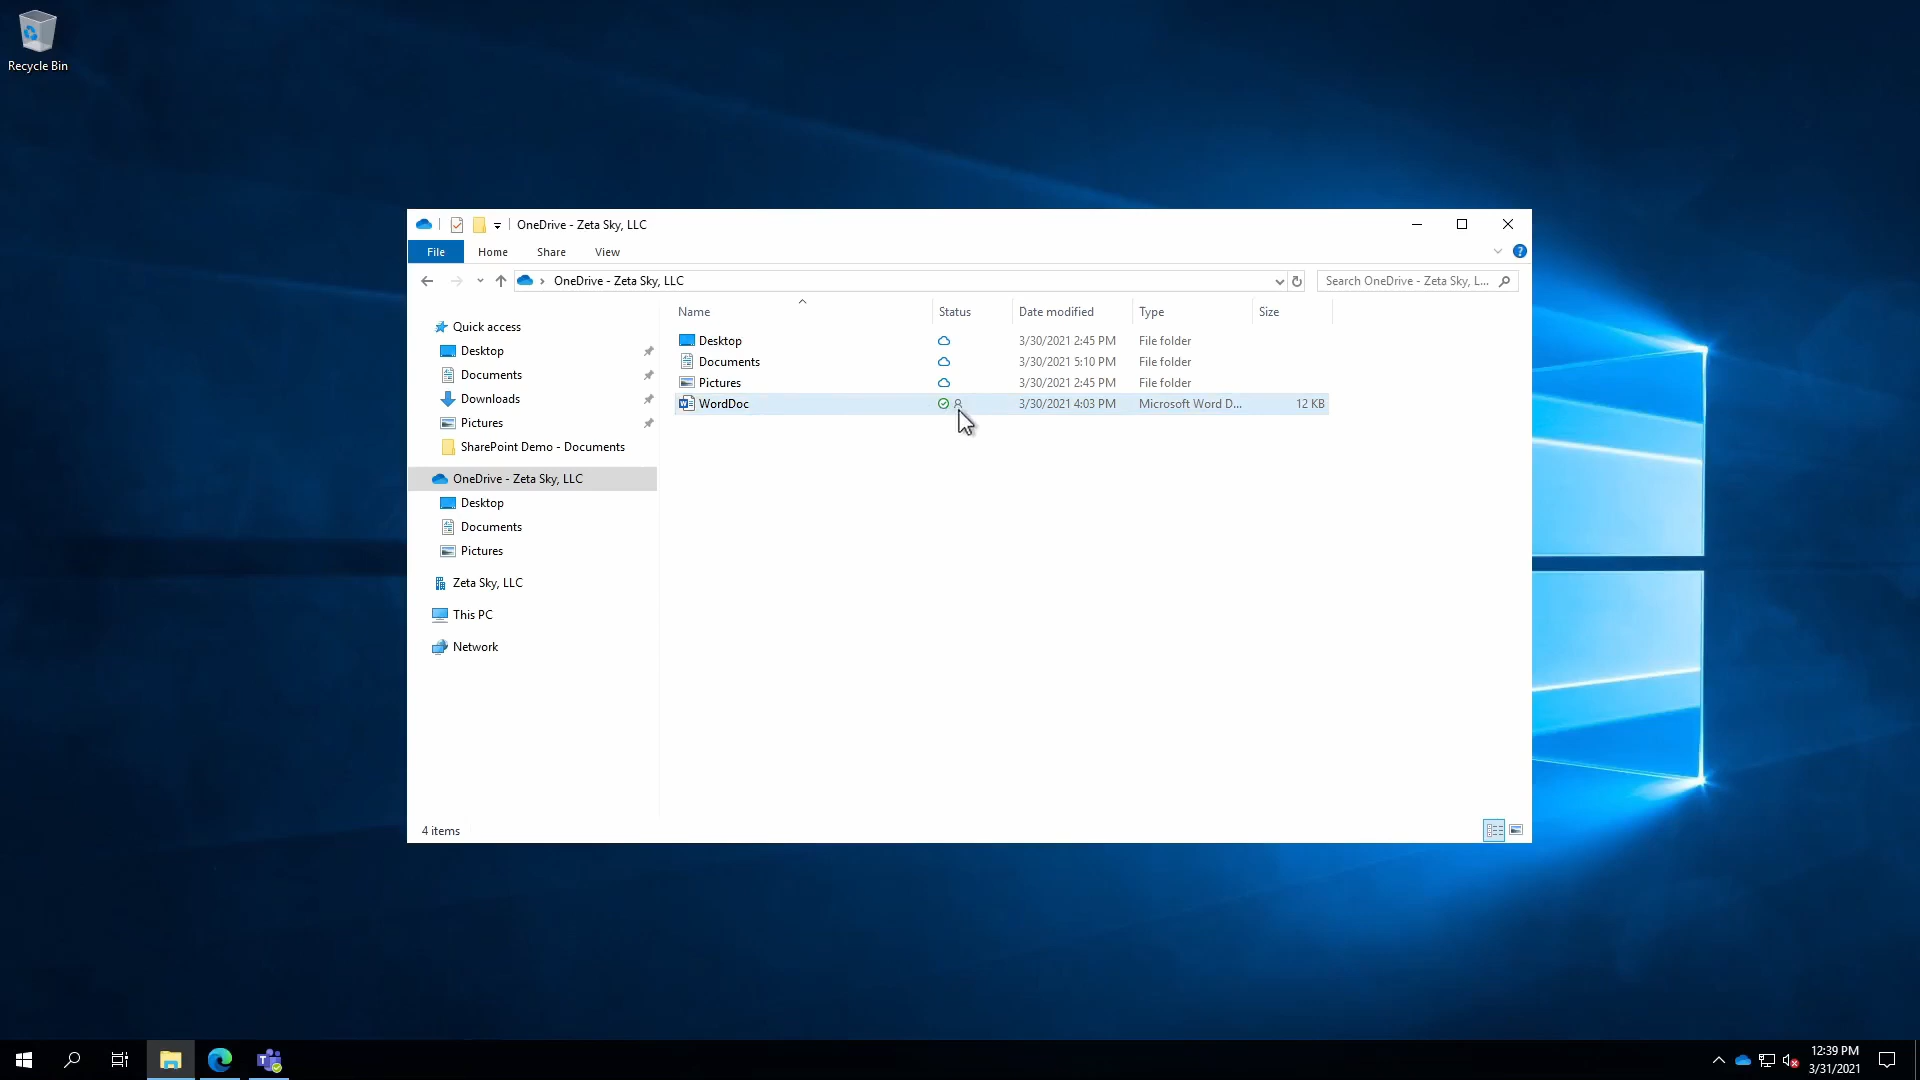 Recycle Bin
OneDrive - Zeta Sky, LLC
File Home Share View
OneDrive - Zeta Sky, LLC
Search OneDrive - Zeta Sky, L...
Name Status Date modified Type Size
Quick access
Desktop
Documents
Downloads
Pictures
SharePoint Demo - Documents
OneDrive - Zeta Sky, LLC
Desktop
Documents
Pictures
Zeta Sky, LLC
This PC
Network
Desktop 3/30/2021 2:45 PM File folder
Documents 3/30/2021 5:10 PM File folder
Pictures 3/30/2021 2:45 PM File folder
WordDoc 3/30/2021 4:03 PM Microsoft Word D... 12 KB
4 items
12:39 PM
3/31/2021